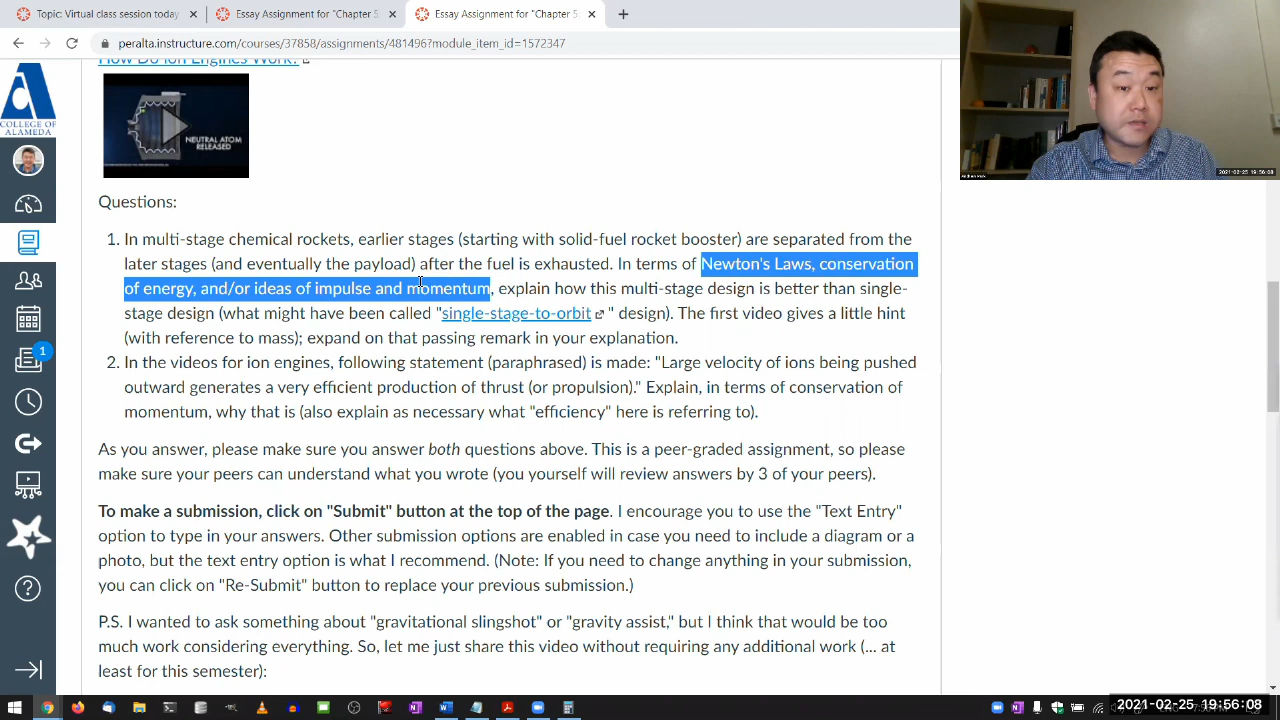 Topic: Virtual class session today
Essay Assignment for "Chapter 5.
Essay Assignment for "Chapter 5:
peralta.instructure.com/courses/37858/assignments/481496?module_item_id=1572347
How Do Ion Engines Work?
COLLEGE OF
ALAMEDA
NEUTRAL ATOM
RELEASED
2021-02-25 19:56:08
Questions:
1. In multi-stage chemical rockets, earlier stages (starting with solid-fuel rocket booster) are separated from the
later stages (and eventually the payload) after the fuel is exhausted. In terms of Newton's Laws, conservation
of energy, and/or ideas of impulse and momentum, explain how this multi-stage design is better than single-
stage design (what might have been called "single-stage-to-orbit " design). The first video gives a little hint
(with reference to mass); expand on that passing remark in your explanation.
2. In the videos for ion engines, following statement (paraphrased) is made: "Large velocity of ions being pushed
outward generates a very efficient production of thrust (or propulsion)." Explain, in terms of conservation of
momentum, why that is (also explain as necessary what "efficiency" here is referring to).
1
As you answer, please make sure you answer both questions above. This is a peer-graded assignment, so please
make sure your peers can understand what you wrote (you yourself will review answers by 3 of your peers).
To make a submission, click on "Submit" button at the top of the page. I encourage you to use the "Text Entry"
option to type in your answers. Other submission options are enabled in case you need to include a diagram or a
photo, but the text entry option is what I recommend. (Note: If you need to change anything in your submission,
you can click on "Re-Submit" button to replace your previous submission.)
P.S. I wanted to ask something about "gravitational slingshot" or "gravity assist," but I think that would be too
much work considering everything. So, let me just share this video without requiring any additional work (... at
least for this semester):
2021-02-25 19:56:08